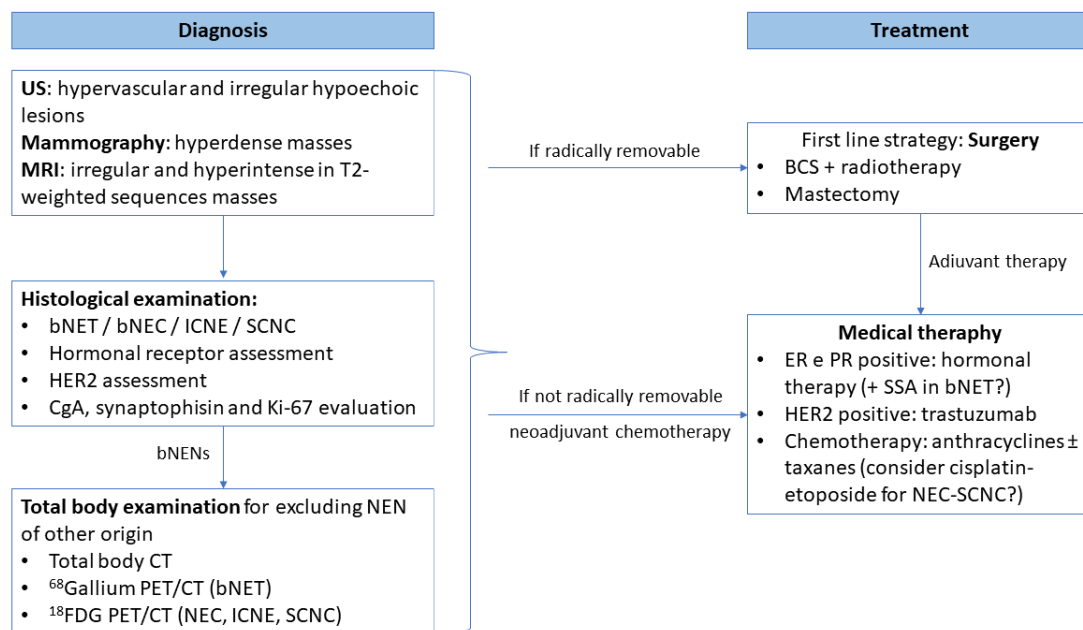 Diagnosis
US: hypervascular and irregular hypoechoic
lesions
Mammography: hyperdense masses
MRI: irregular and hyperintense in T2-
weighted sequences masses
Histological examination:
• bNET / bNEC / ICNE / SCNC
• Hormonal receptor assessment
• HER2 assessment
• CgA, synaptophisin and Ki-67 evaluation
bNENs
Total body examination for excluding NEN
of other origin
• Total body CT
• ⁶⁸Gallium PET/CT (bNET)
• ¹⁸FDG PET/CT (NEC, ICNE, SCNC)
If radically removable
If not radically removable
neoadjuvant chemotherapy
Treatment
First line strategy: Surgery
• BCS + radiotherapy
• Mastectomy
Adiuvant therapy
Medical theraphy
• ER e PR positive: hormonal
therapy (+ SSA in bNET?)
• HER2 positive: trastuzumab
• Chemotherapy: anthracyclines ±
taxanes (consider cisplatin-
etoposide for NEC-SCNC?)